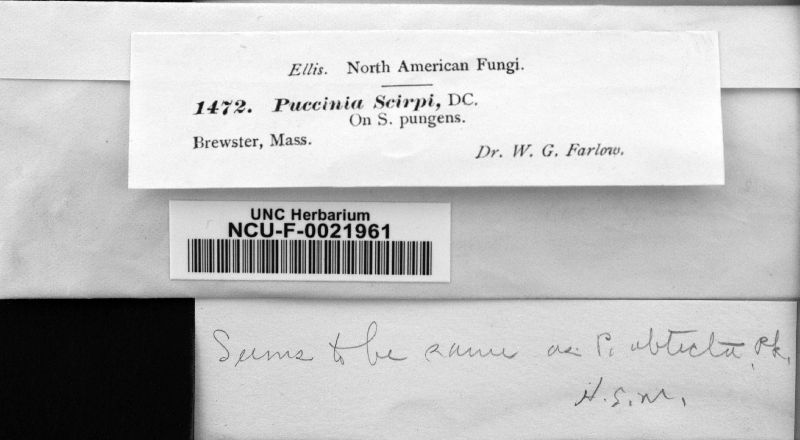 Ellis. North American Fungi.
1472. Puccinia Scirpi, DC.
On S. pungens.
Brewster, Mass.
Dr. W. G. Farlow.
UNC Herbarium
NCU-F-0021961
Seems to be same as P. obtecta, Pk.
H.S.M.